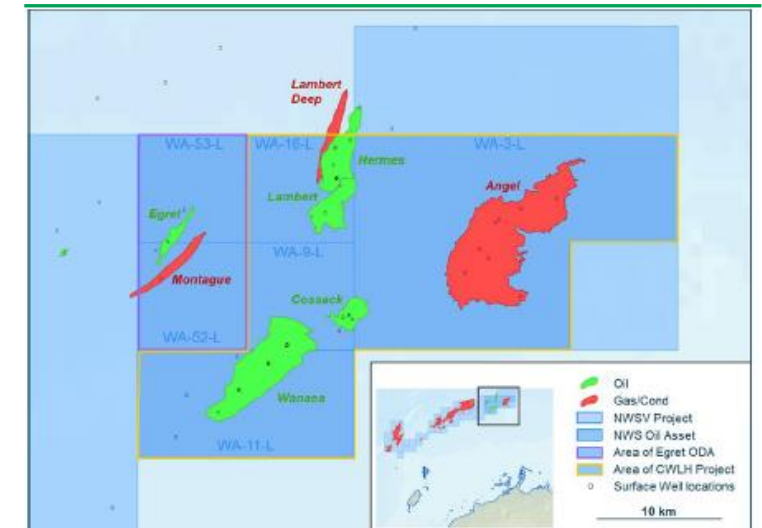 Lambert
Deep
WA-53-L
WA-16-L
WA-3-L
Hermes
Angel
Lambert
Egret
WA-9-L
Montague
Cossack
WA-52-L
Wanaea
WA-11-L
Oil
Gas/Cond
NWSV Project
NWS Oil Asset
Area of Egret ODA
Area of CWLH Project
Surface Well locations
10 km